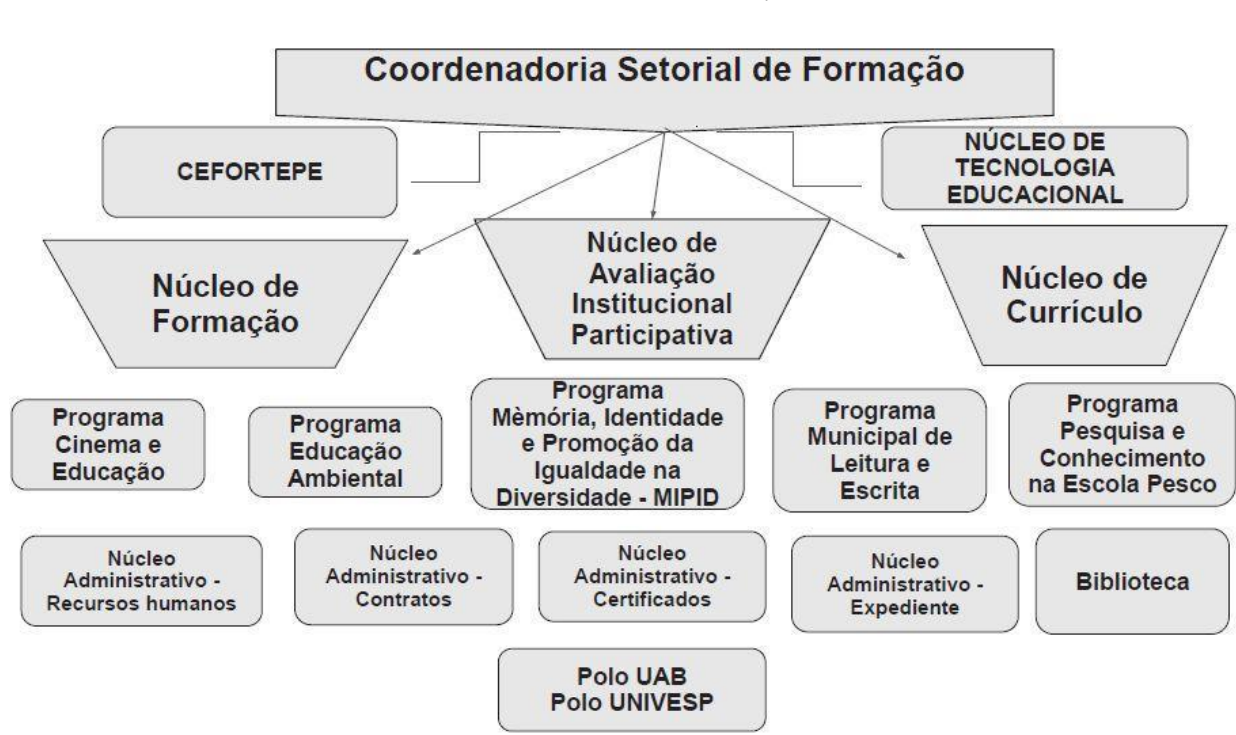 Coordenadoria Setorial de Formação
CEFORTEPE
NÚCLEO DE
TECNOLOGIA
EDUCACIONAL
Núcleo de
Formação
Núcleo de
Avaliação
Institucional
Participativa
Núcleo de
Currículo
Programa
Cinema e
Educação
Programa
Educação
Ambiental
Programa
Mèmória, Identidade
e Promoção da
Igualdade na
Diversidade - MIPID
Programa
Municipal de
Leitura e
Escrita
Programa
Pesquisa e
Conhecimento
na Escola Pesco
Núcleo
Administrativo -
Recursos humanos
Núcleo
Administrativo -
Contratos
Núcleo
Administrativo -
Certificados
Núcleo
Administrativo -
Expediente
Biblioteca
Polo UAB
Polo UNIVESP